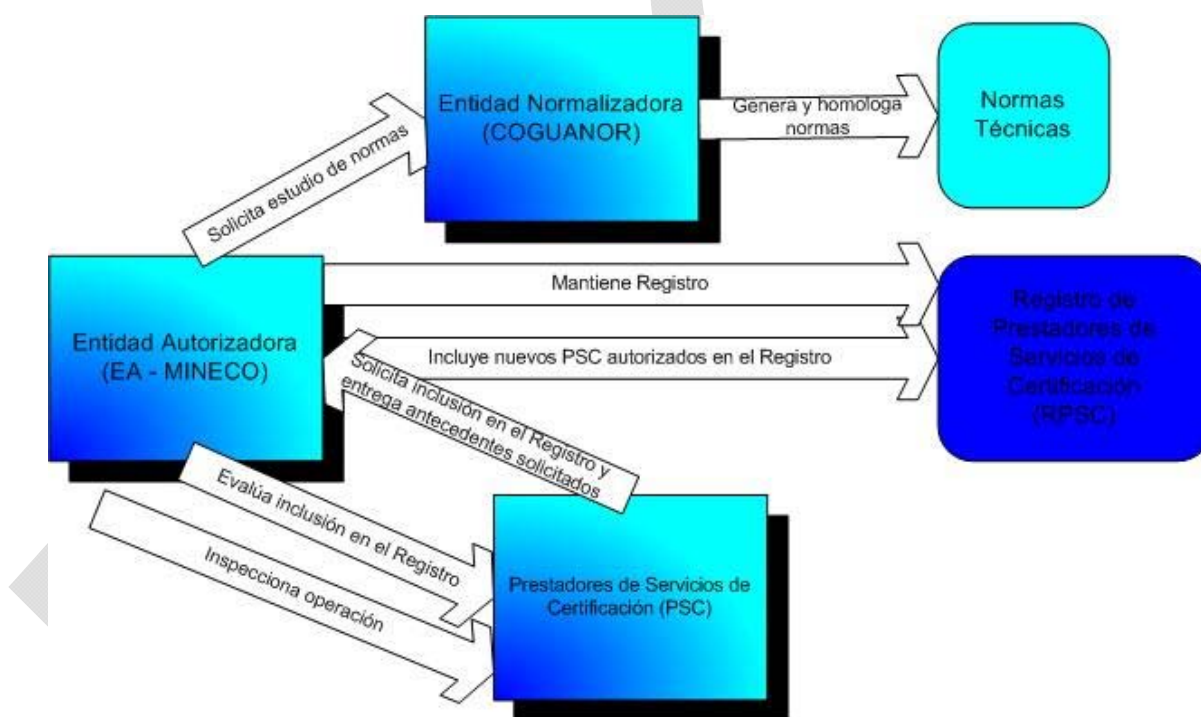 Entidad Normalizadora
(COGUANOR)
Genera y homologa
normas
Normas
Técnicas
Solicita estudio de normas
Entidad Autorizadora
(EA - MINECO)
Mantiene Registro
Incluye nuevos PSC autorizados en el Registro
Registro de
Prestadores de
Servicios de
Certificación
(RPSC)
Solicita inclusión en el Registro y
entrega antecedentes solicitados
Evalúa inclusión en el Registro
Inspecciona operación
Prestadores de Servicios de
Certificación (PSC)